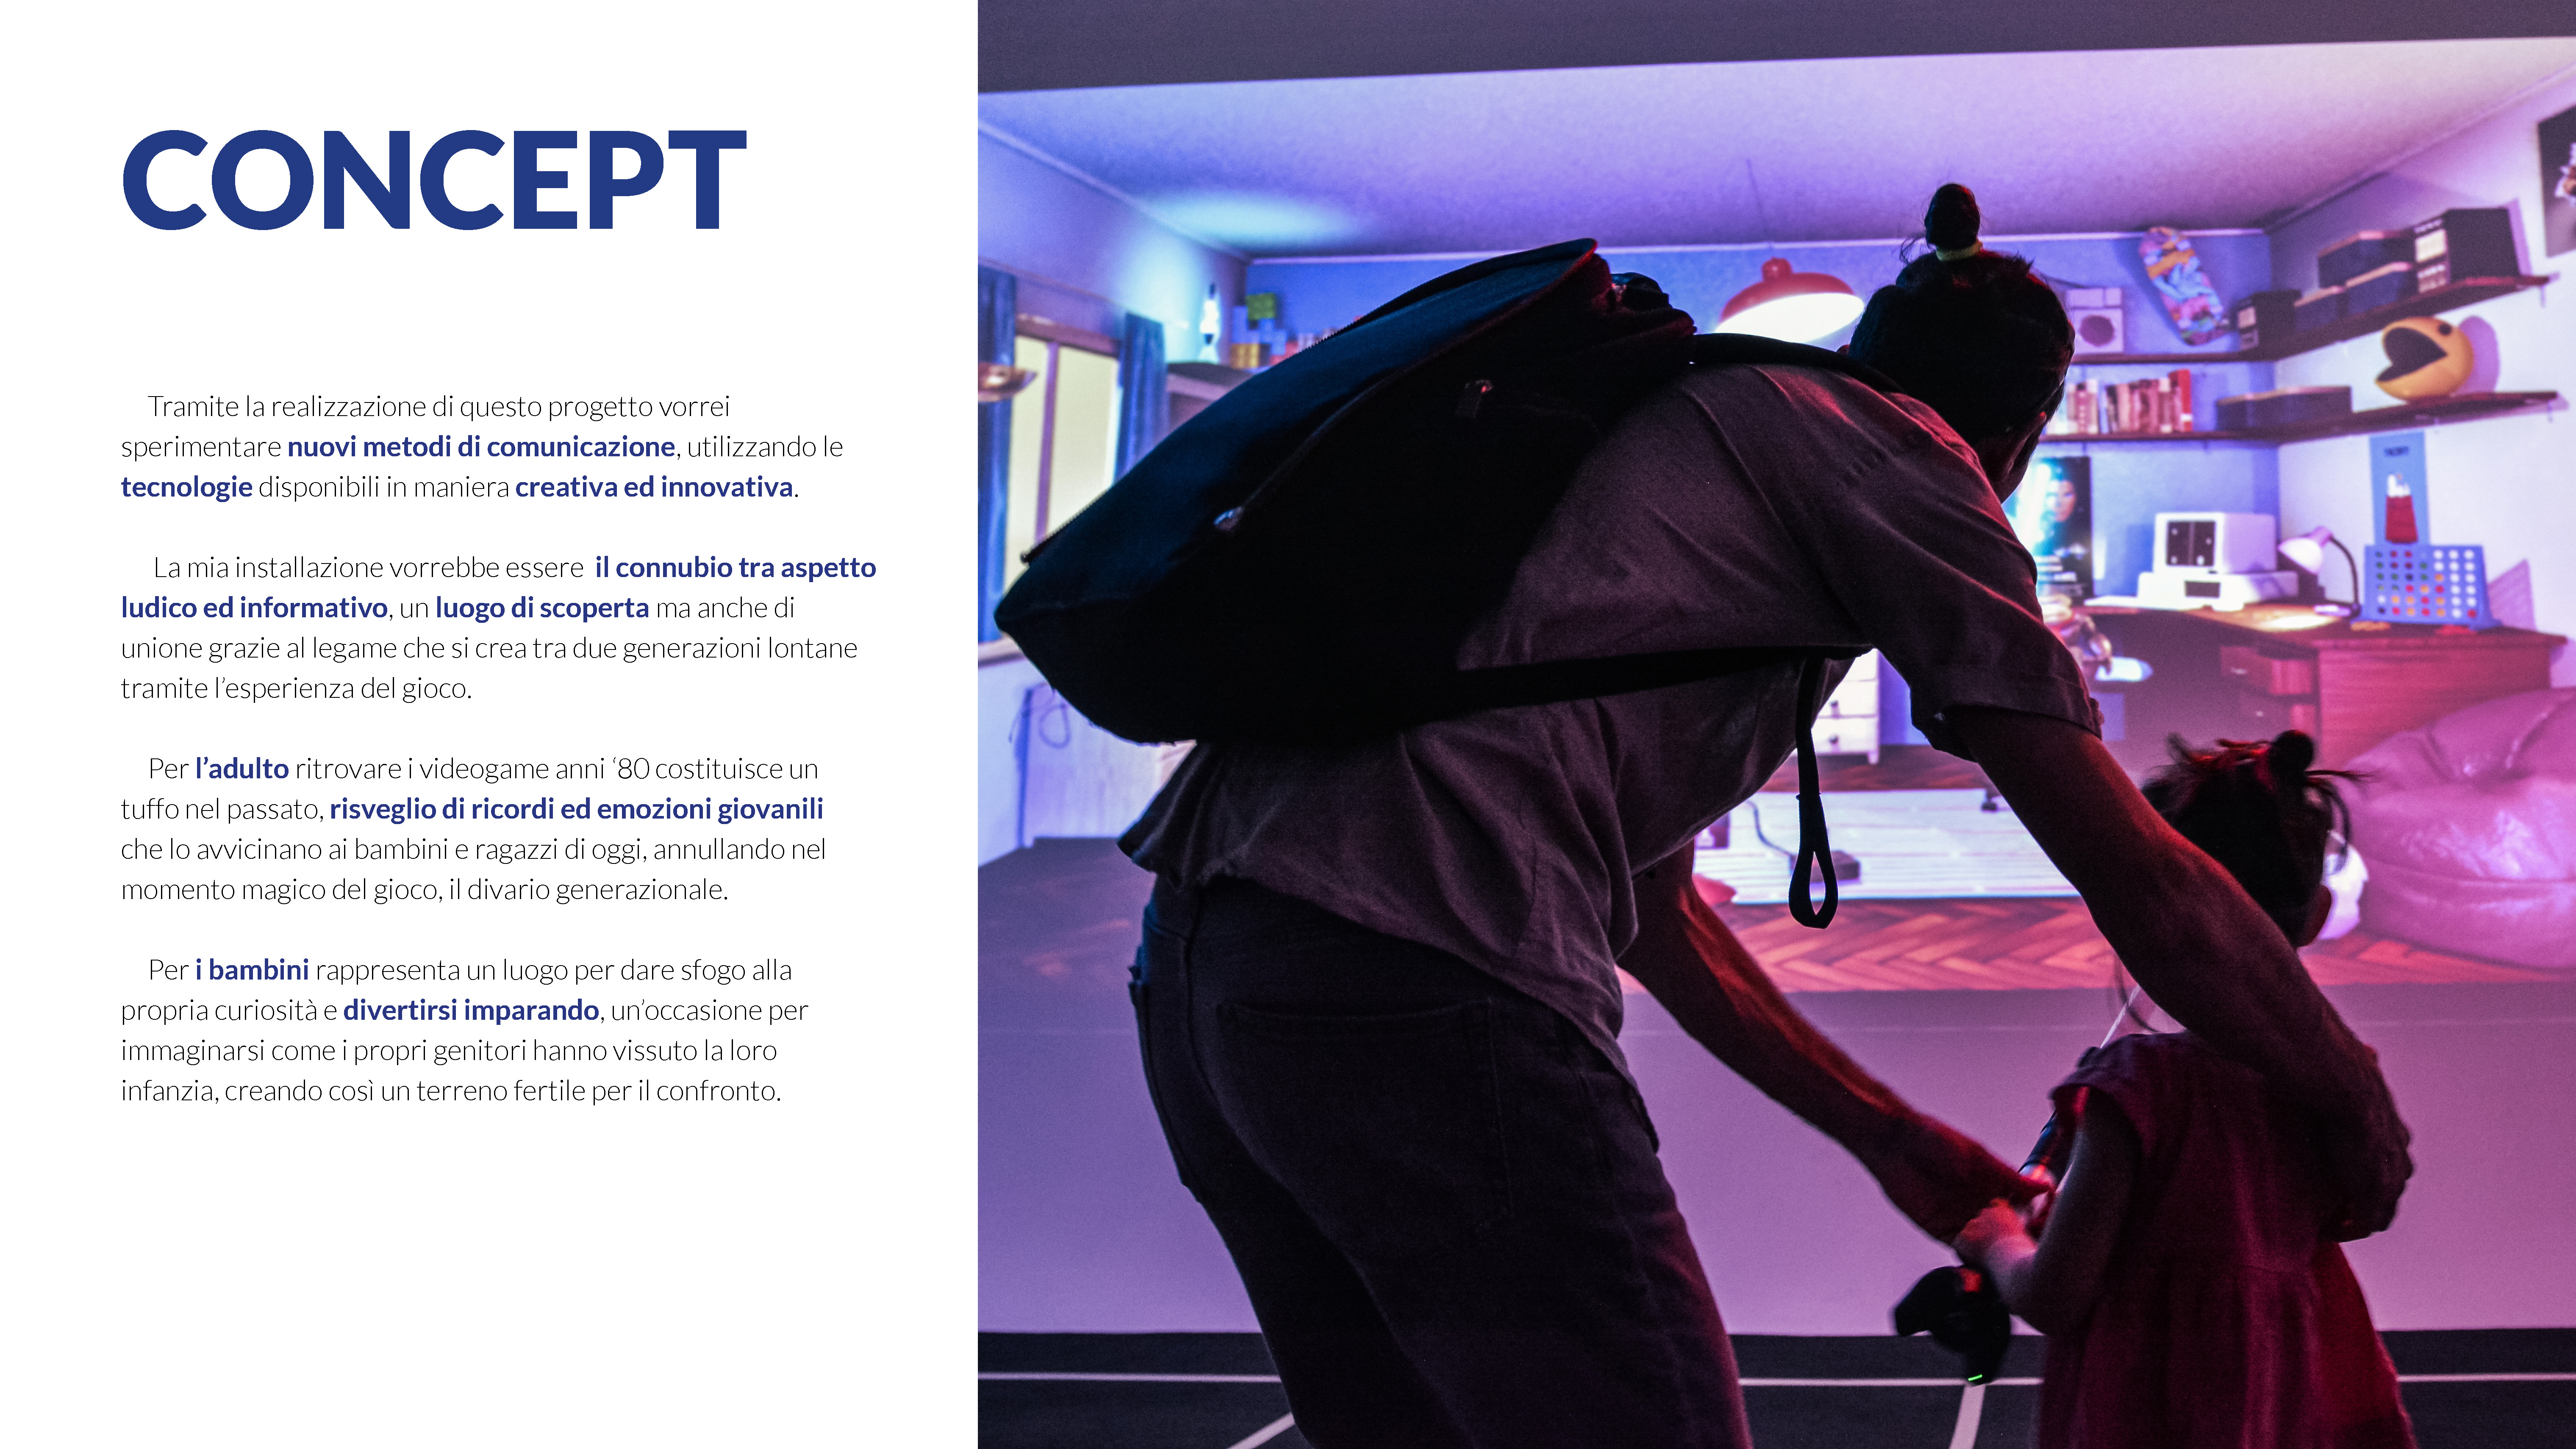 CONCEPT
Tramite la realizzazione di questo progetto vorrei
sperimentare nuovi metodi di comunicazione, utilizzando le
tecnologie disponibili in maniera creativa ed innovativa.
La mia installazione vorrebbe essere il connubio tra aspetto
ludico ed informativo, un luogo di scoperta ma anche di
unione grazie al legame che si crea tra due generazioni lontane
tramite l’esperienza del gioco.
Per l’adulto ritrovare i videogame anni ‘80 costituisce un
tuffo nel passato, risveglio di ricordi ed emozioni giovanili
che lo avvicinano ai bambini e ragazzi di oggi, annullando nel
momento magico del gioco, il divario generazionale.
Per i bambini rappresenta un luogo per dare sfogo alla
propria curiosità e divertirsi imparando, un’occasione per
immaginarsi come i propri genitori hanno vissuto la loro
infanzia, creando così un terreno fertile per il confronto.